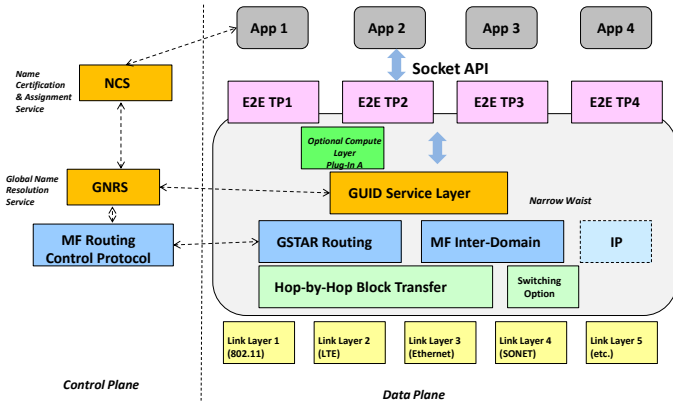 App 1
App 2
App 3
App 4
Socket API
Name
Certification
& Assignment
Service
NCS
E2E TP1
E2E TP2
E2E TP3
E2E TP4
Optional Compute
Layer
Plug-In A
Global Name
Resolution
Service
GNRS
GUID Service Layer
Narrow Waist
MF Routing
Control Protocol
GSTAR Routing
MF Inter-Domain
IP
Hop-by-Hop Block Transfer
Switching
Option
Link Layer 1
(802.11)
Link Layer 2
(LTE)
Link Layer 3
(Ethernet)
Link Layer 4
(SONET)
Link Layer 5
(etc.)
Control Plane
Data Plane